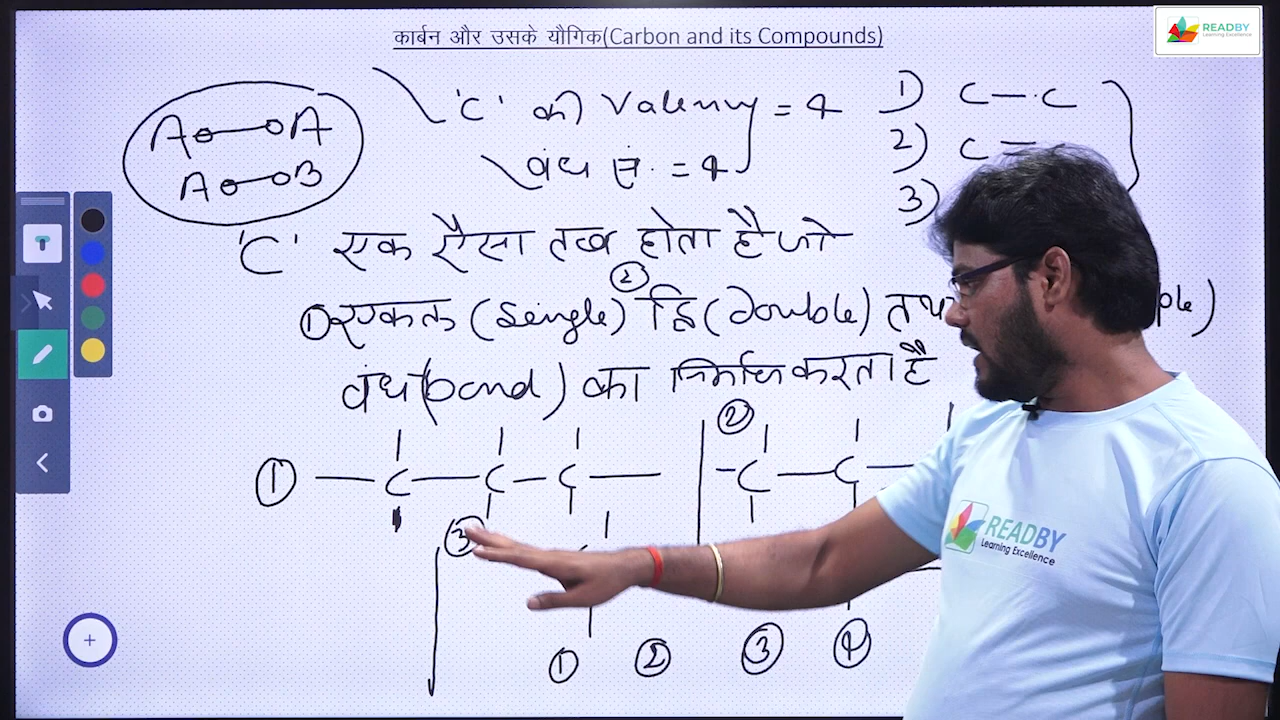 कार्बन और उसके यौगिक(Carbon and its Compounds)
READBY
Learning Excellence
A A
A B
'C' की Valency = 4
बंध सं. = 4
1) C — C
2) C =
3)
'C' एक ऐसा तत्व होता है जो
① एकल (Single) ② द्वि (Double)
बंध (bond) का निर्माण करता है
① — C — C — C —
② — C — C —
③
① ② ③ ④
READBY
Learning Excellence